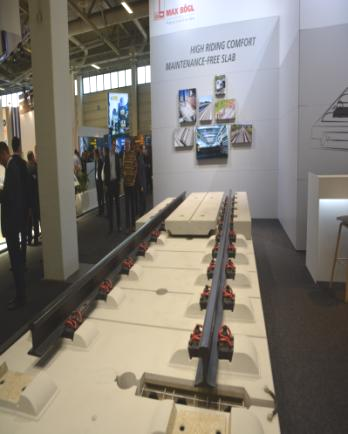 MAX BÖGL
HIGH RIDING COMFORT
MAINTENANCE-FREE SLAB